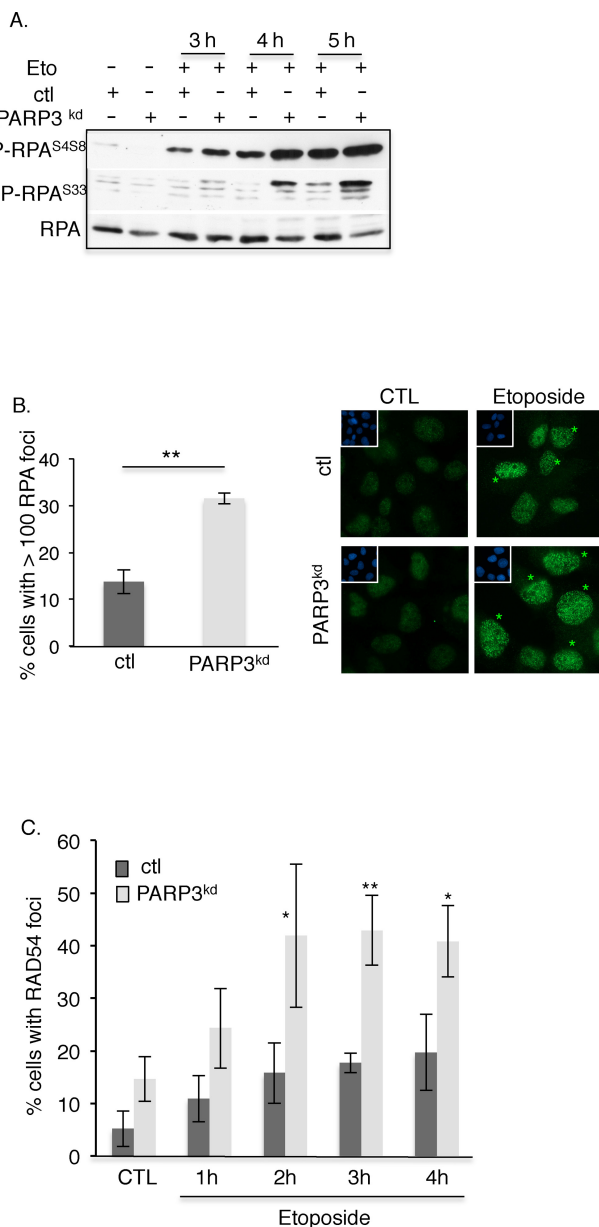 A.
3 h 4 h 5 h
Eto – – + + + + + +
ctl + – + – + – + –
PARP3 kd – + – + – + – +
P-RPAS4S8
P-RPAS33
RPA
B.
CTL Etoposide
% cells with > 100 RPA foci
40
30
20
10
0
**
ctl PARP3kd
ctl
* * *
PARP3kd
* * * * *
C.
% cells with RAD54 foci
60
50
40
30
20
10
0
ctl
PARP3kd
* ** *
CTL 1h 2h 3h 4h
Etoposide